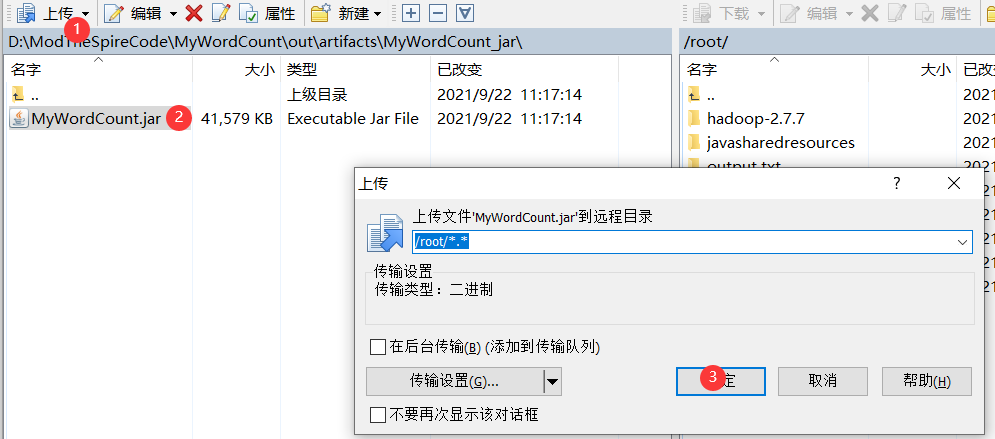 上传 编辑 属性 新建
下载 编辑 属性
1
D:\ModTheSpireCode\MyWordCount\out\artifacts\MyWordCount_jar\
/root/
名字 大小 类型 已改变
名字 大小 已改
.. 上级目录 2021/9/22 11:17:14
MyWordCount.jar 2 41,579 KB Executable Jar File 2021/9/22 11:17:14
..
2021
hadoop-2.7.7
2021
javasharedresources
2021
output.txt
上传 ?
上传文件'MyWordCount.jar'到远程目录
/root/*.*
传输设置
传输类型：二进制
在后台传输(B) (添加到传输队列)
传输设置(G)... 3 定 取消 帮助(H)
不要再次显示该对话框